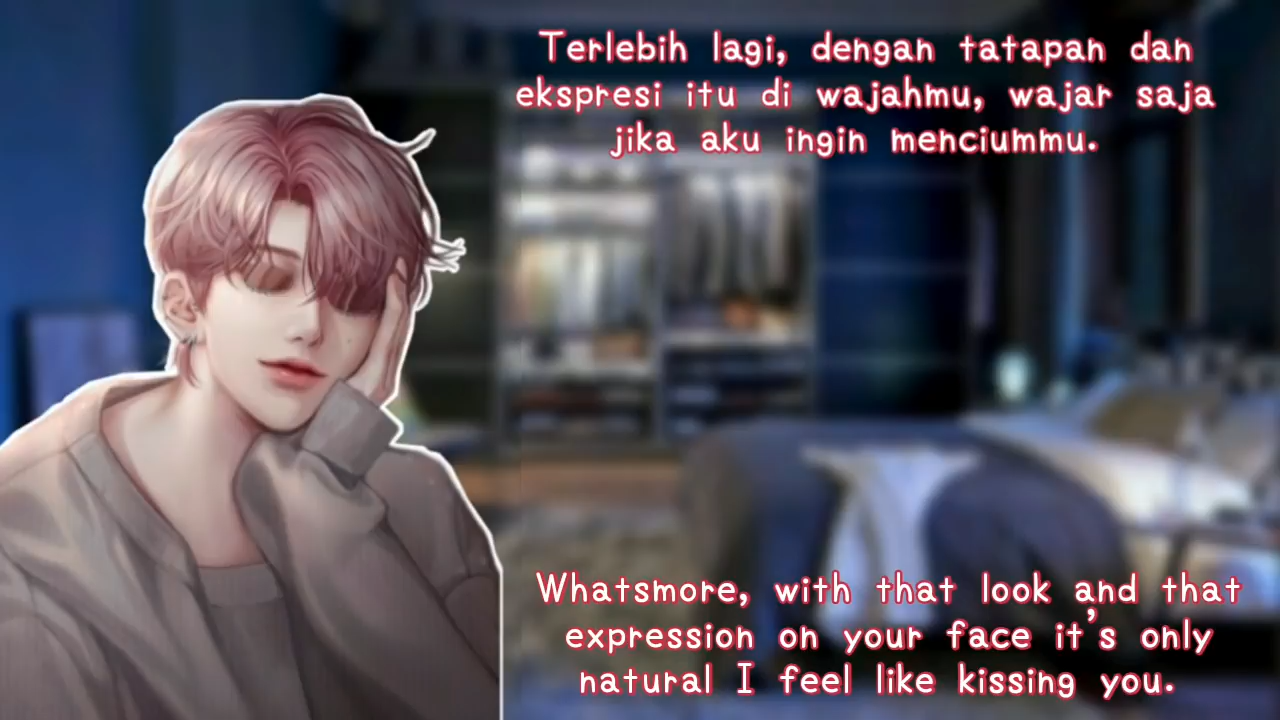 Terlebih lagi, dengan tatapan dan
ekspresi itu di wajahmu, wajar saja
jika aku ingin menciummu.
Whatsmore, with that look and that
expression on your face it's only
natural I feel like kissing you.